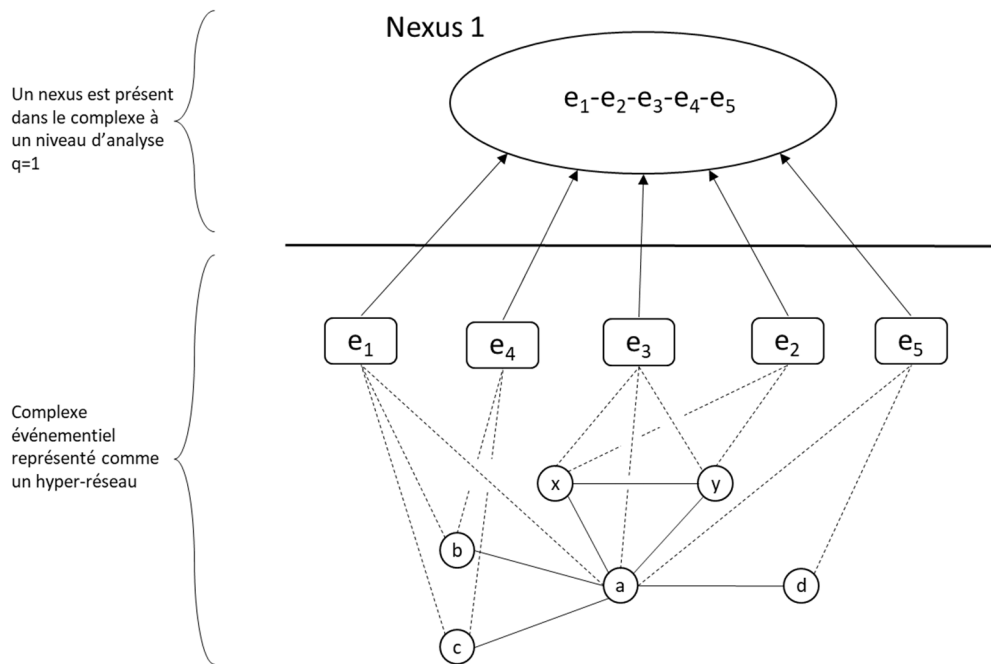 Nexus 1
Un nexus est présent
dans le complexe à
un niveau d’analyse
q=1
e₁-e₂-e₃-e₄-e₅
e₁
e₄
e₃
e₂
e₅
Complexe
événementiel
représenté comme
un hyper-réseau
x
y
b
a
d
c